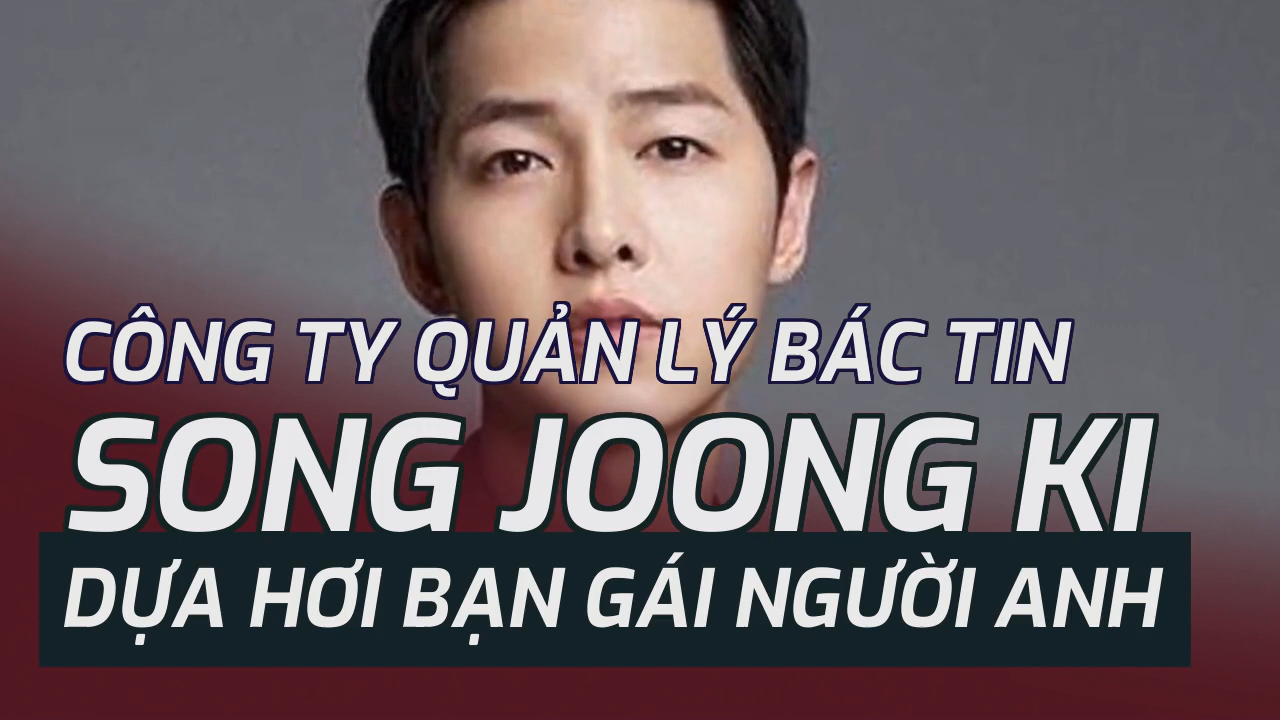 CÔNG TY QUẢN LÝ BÁC TIN
SONG JOONG KI
DỰA HƠI BẠN GÁI NGƯỜI ANH